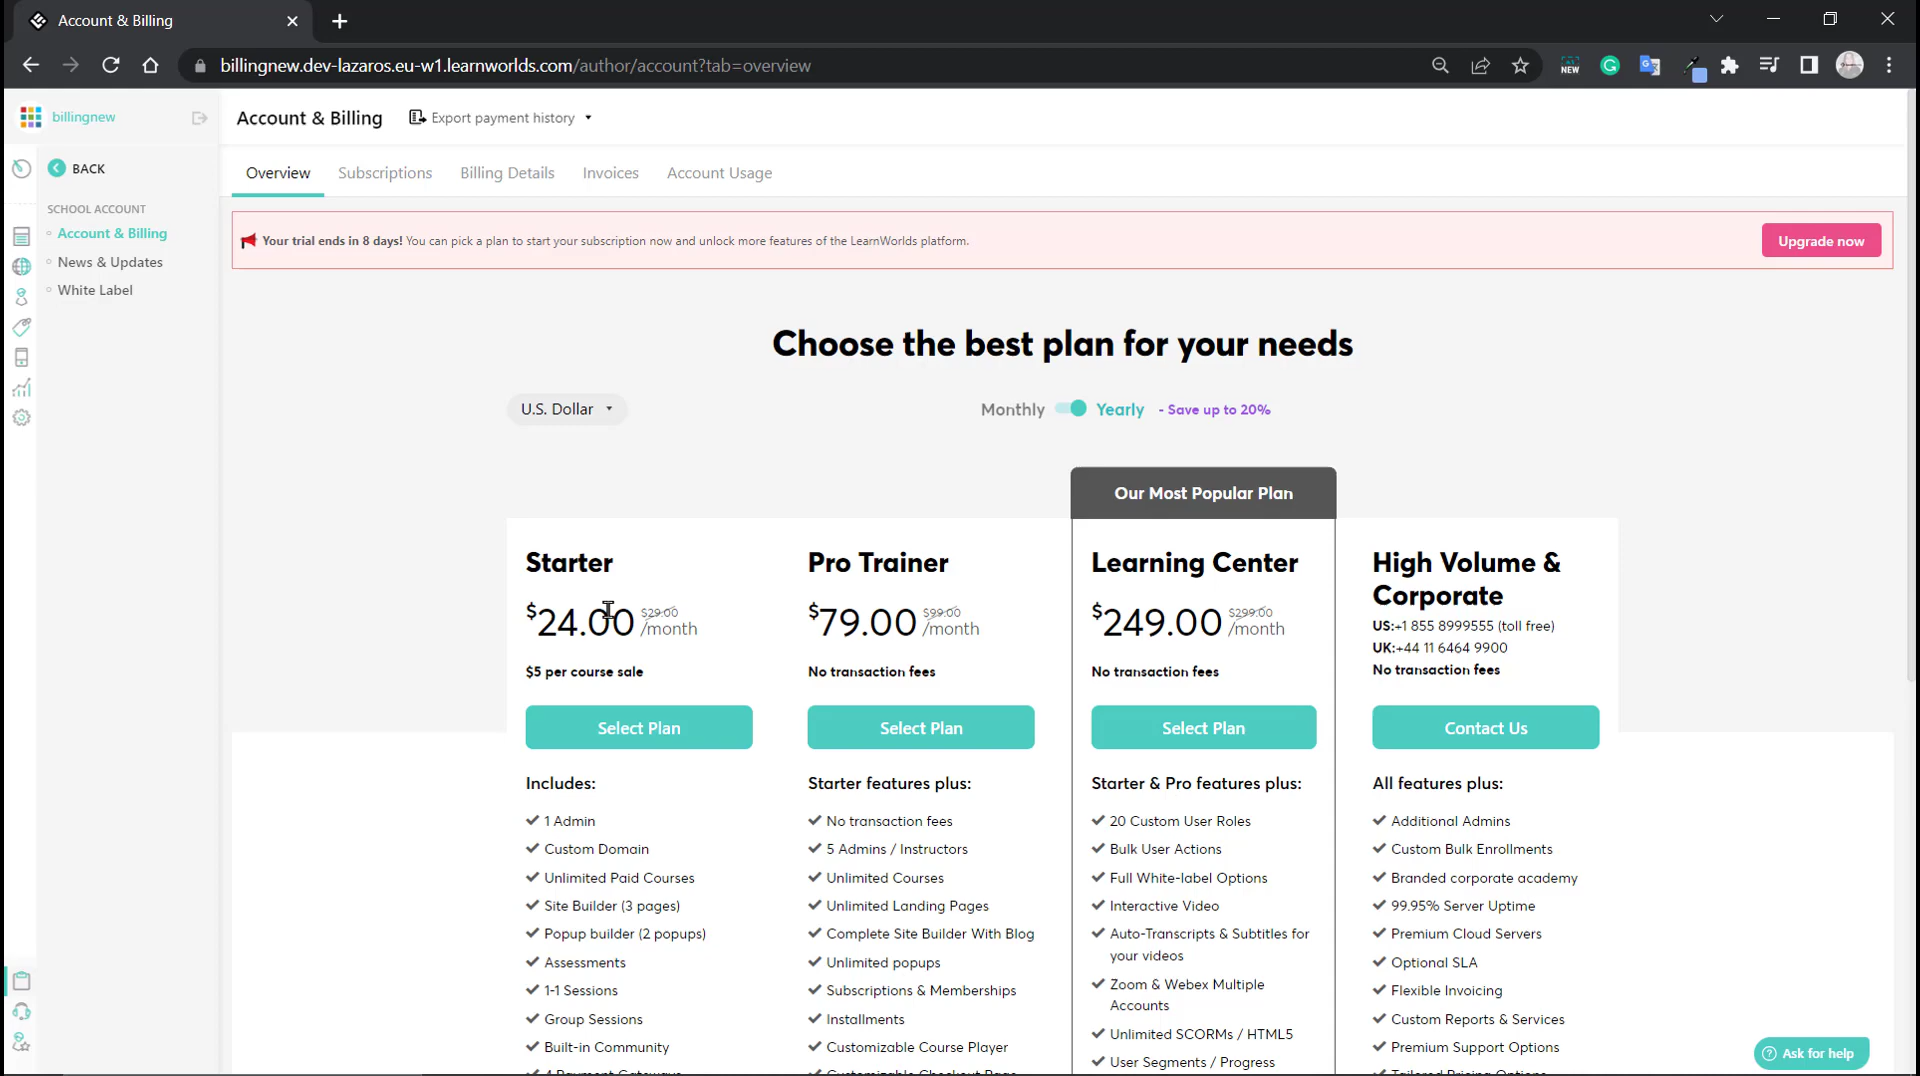 Account & Billing
billingnew.dev-lazaros.eu-w1.learnworlds.com/author/account?tab=overview
NEW
billingnew
Account & Billing
Export payment history
BACK
Overview
Subscriptions
Billing Details
Invoices
Account Usage
SCHOOL ACCOUNT
Account & Billing
News & Updates
White Label
Your trial ends in 8 days! You can pick a plan to start your subscription now and unlock more features of the LearnWorlds platform.
Upgrade now
Choose the best plan for your needs
U.S. Dollar
Monthly
Yearly
- Save up to 20%
Our Most Popular Plan
Starter
$24.00 $29.00 /month
$5 per course sale
Select Plan
Includes:
1 Admin
Custom Domain
Unlimited Paid Courses
Site Builder (3 pages)
Popup builder (2 popups)
Assessments
1-1 Sessions
Group Sessions
Built-in Community
4 Payment Gateways
Pro Trainer
$79.00 $99.00 /month
No transaction fees
Select Plan
Starter features plus:
No transaction fees
5 Admins / Instructors
Unlimited Courses
Unlimited Landing Pages
Complete Site Builder With Blog
Unlimited popups
Subscriptions & Memberships
Installments
Customizable Course Player
Customizable Checkout Page
Learning Center
$249.00 $299.00 /month
No transaction fees
Select Plan
Starter & Pro features plus:
20 Custom User Roles
Bulk User Actions
Full White-label Options
Interactive Video
Auto-Transcripts & Subtitles for
your videos
Zoom & Webex Multiple
Accounts
Unlimited SCORMs / HTML5
User Segments / Progress
High Volume &
Corporate
US:+1 855 8999555 (toll free)
UK:+44 11 6464 9900
No transaction fees
Contact Us
All features plus:
Additional Admins
Custom Bulk Enrollments
Branded corporate academy
99.95% Server Uptime
Premium Cloud Servers
Optional SLA
Flexible Invoicing
Custom Reports & Services
Premium Support Options
Tailored Pricing Options
Ask for help